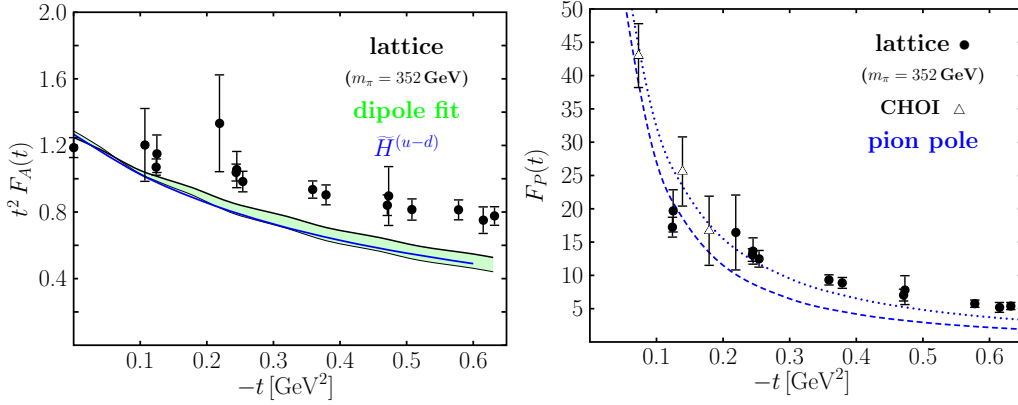 2.0
1.6
1.2
0.8
0.4
t² F_A(t)
lattice
(m_π = 352 GeV)
dipole fit
H̃^(u−d)
0.1
0.2
0.3
0.4
0.5
0.6
−t [GeV²]
50
45
40
35
30
25
20
15
10
5
F_P(t)
lattice
(m_π = 352 GeV)
CHOI
pion pole
0.1
0.2
0.3
0.4
0.5
0.6
−t [GeV²]